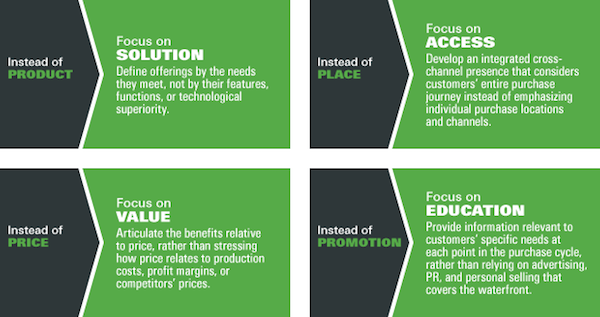 Instead of
PRODUCT
Focus on
SOLUTION
Define offerings by the needs
they meet, not by their features,
functions, or technological
superiority.
Instead of
PLACE
Focus on
ACCESS
Develop an integrated cross-
channel presence that considers
customers’ entire purchase
journey instead of emphasizing
individual purchase locations
and channels.
Instead of
PRICE
Focus on
VALUE
Articulate the benefits relative
to price, rather than stressing
how price relates to production
costs, profit margins, or
competitors’ prices.
Instead of
PROMOTION
Focus on
EDUCATION
Provide information relevant to
customers’ specific needs at
each point in the purchase cycle,
rather than relying on advertising,
PR, and personal selling that
covers the waterfront.